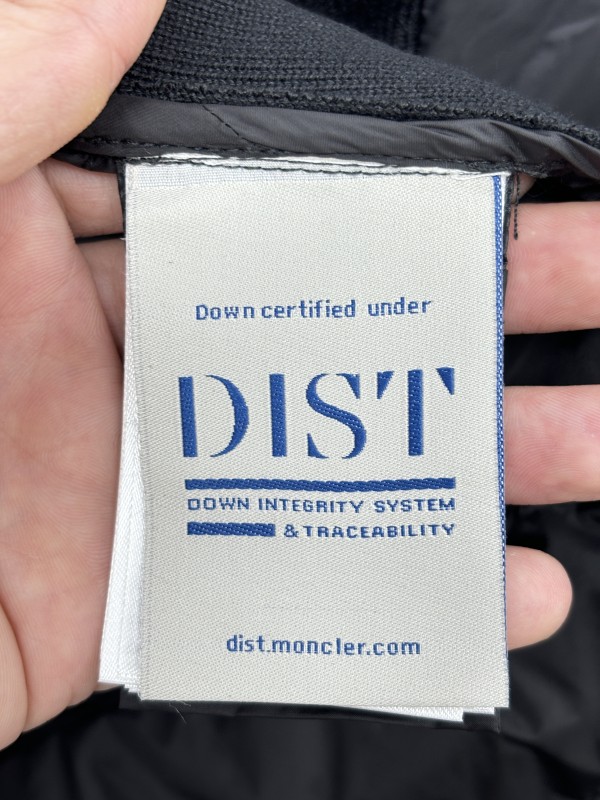 Down certified under
DIST
DOWN INTEGRITY SYSTEM
& TRACEABILITY
dist.moncler.com